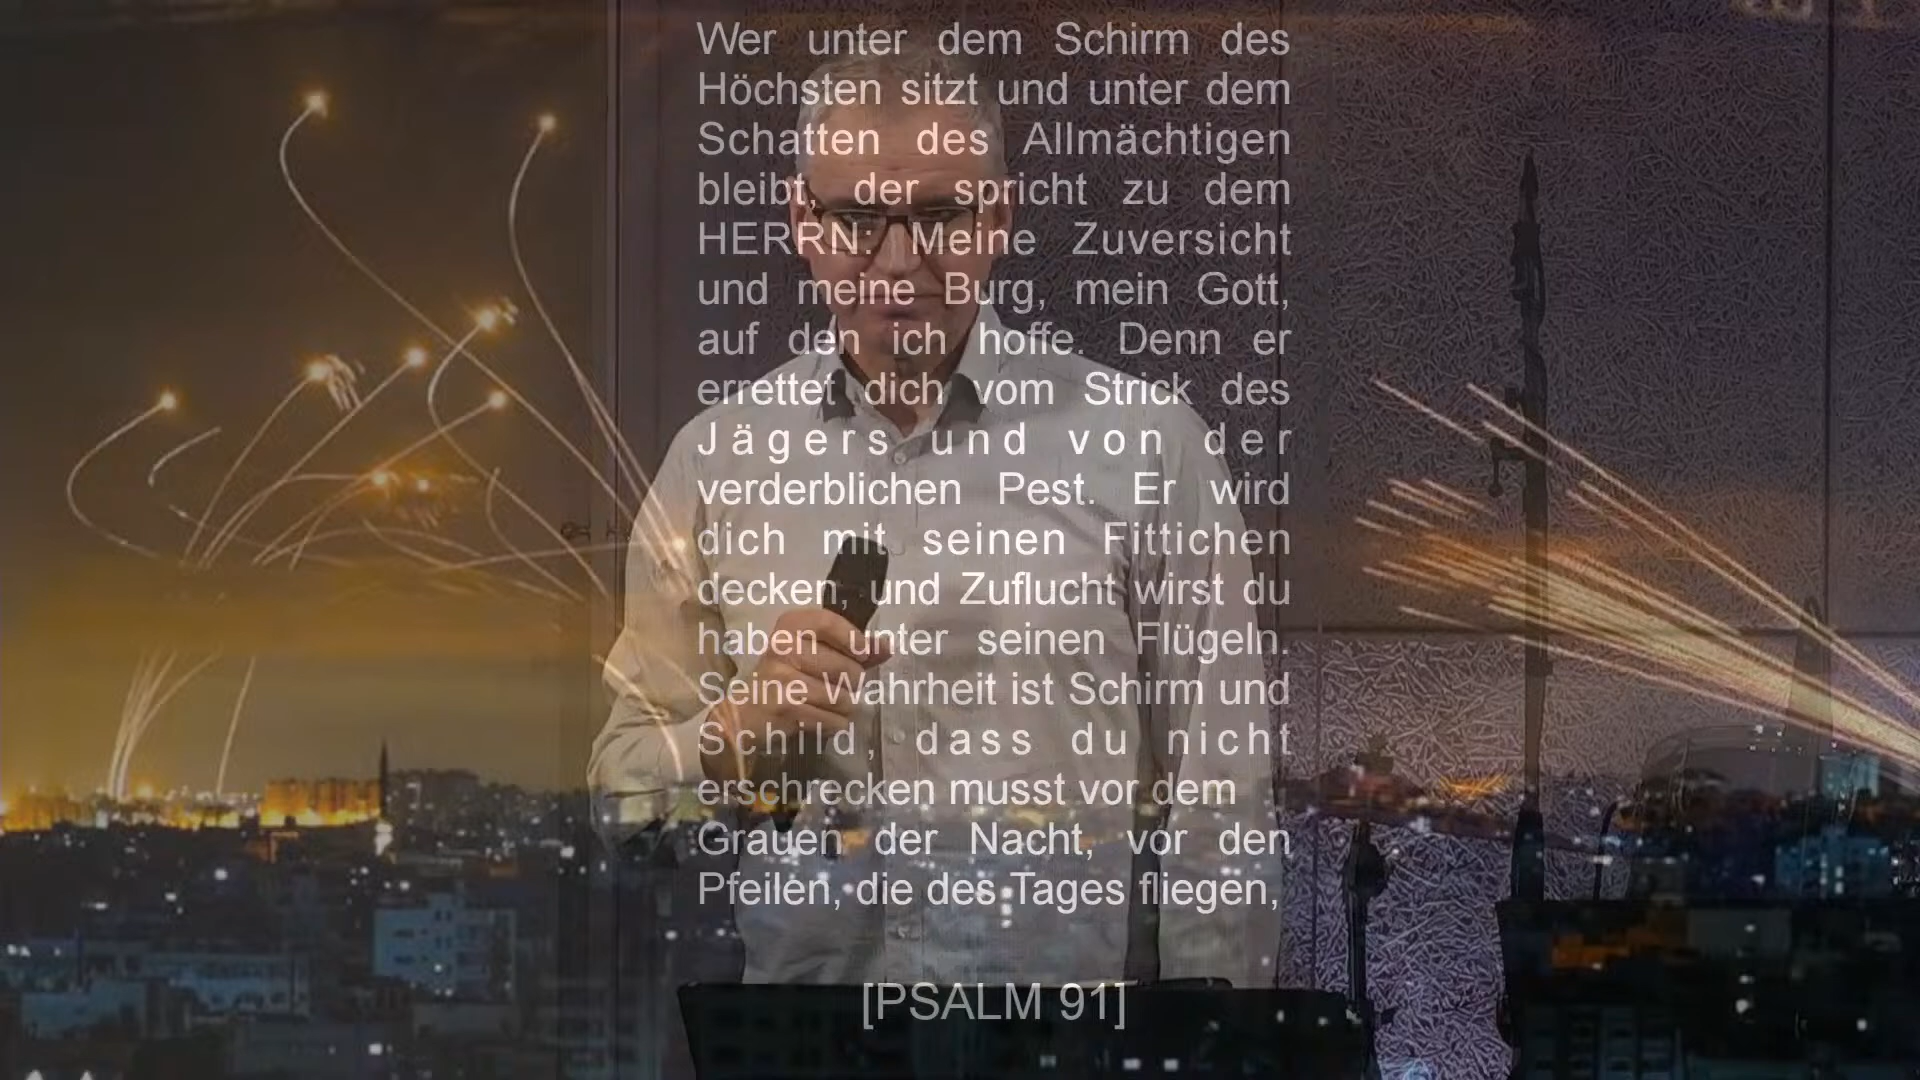 Wer unter dem Schirm des
Höchsten sitzt und unter dem
Schatten des Allmächtigen
bleibt, der spricht zu dem
HERRN: Meine Zuversicht
und meine Burg, mein Gott,
auf den ich hoffe. Denn er
errettet dich vom Strick des
Jägers und von der
verderblichen Pest. Er wird
dich mit seinen Fittichen
decken, und Zuflucht wirst du
haben unter seinen Flügeln.
Seine Wahrheit ist Schirm und
Schild, dass du nicht
erschrecken musst vor dem
Grauen der Nacht, vor den
Pfeilen, die des Tages fliegen,
[PSALM 91]